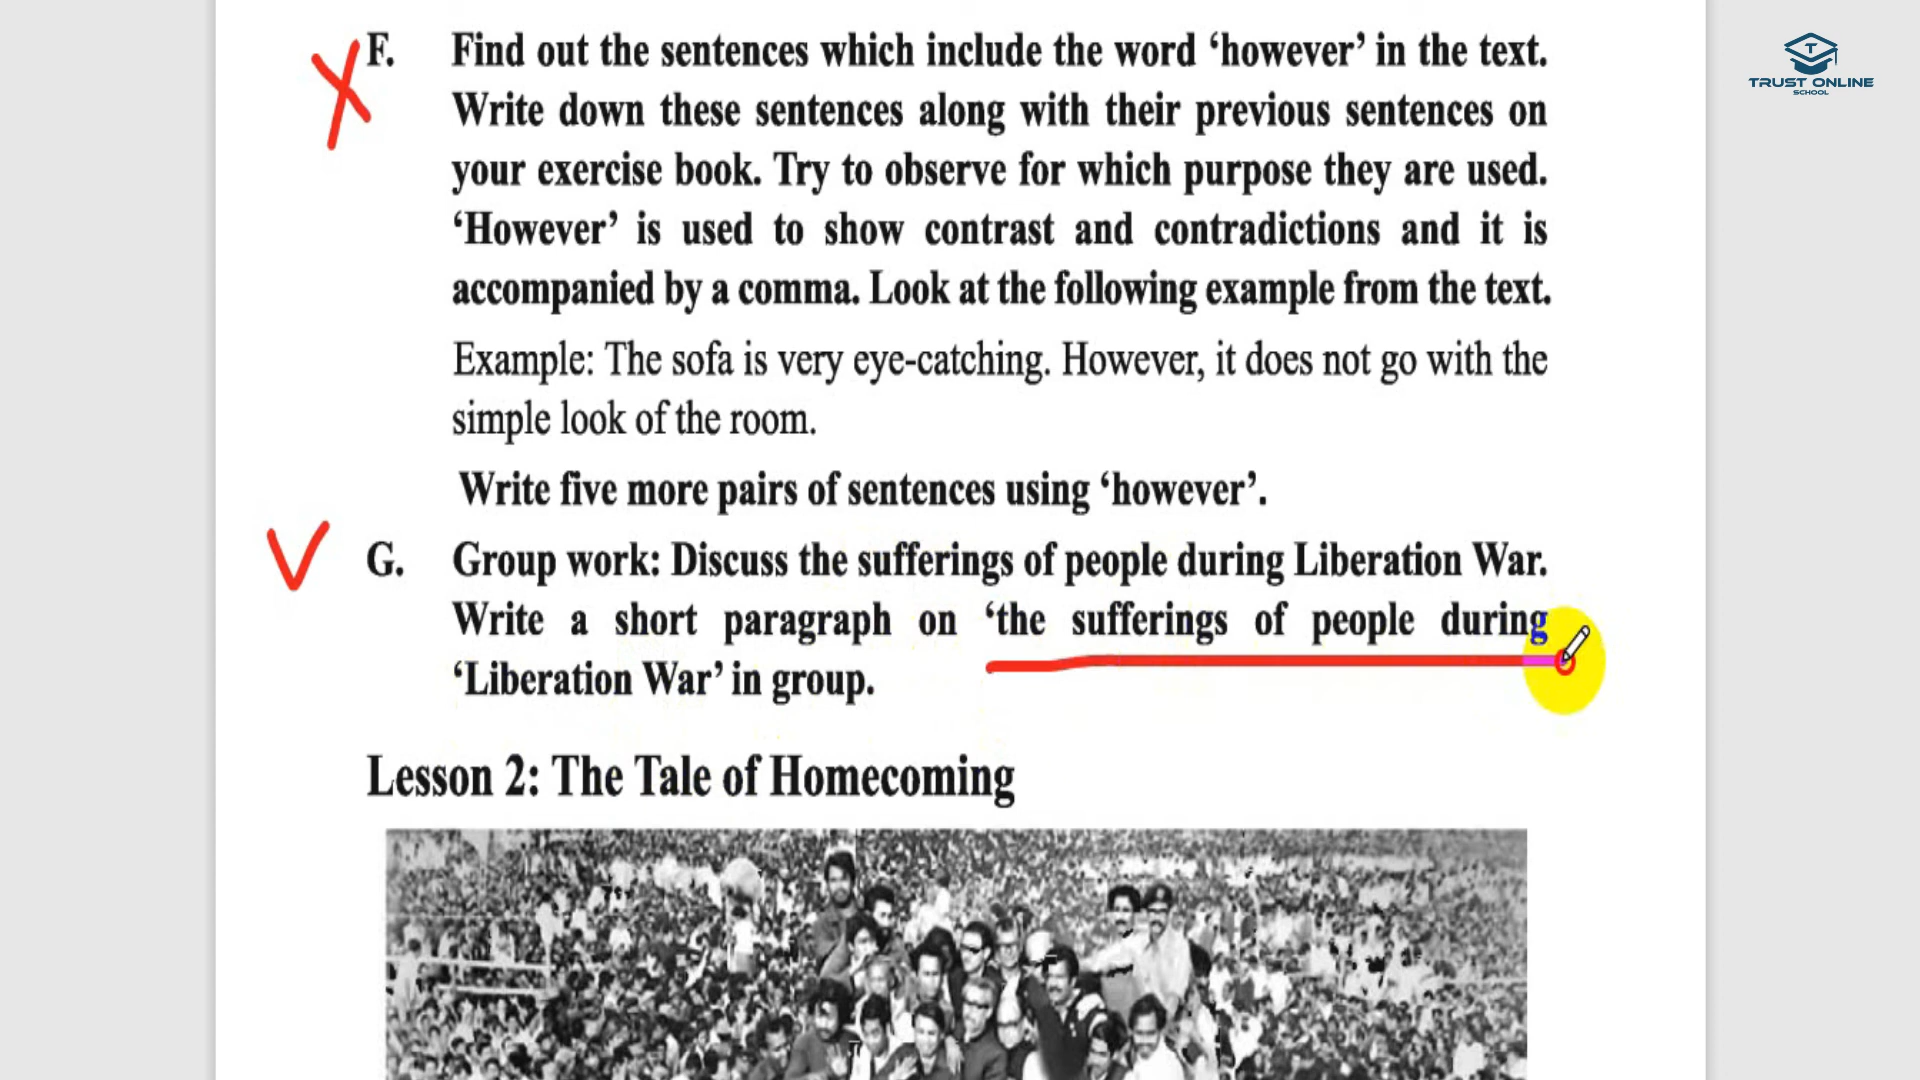 F. Find out the sentences which include the word ‘however’ in the text.
Write down these sentences along with their previous sentences on
your exercise book. Try to observe for which purpose they are used.
‘However’ is used to show contrast and contradictions and it is
accompanied by a comma. Look at the following example from the text.
Example: The sofa is very eye-catching. However, it does not go with the
simple look of the room.
Write five more pairs of sentences using ‘however’.
G. Group work: Discuss the sufferings of people during Liberation War.
Write a short paragraph on ‘the sufferings of people during
‘Liberation War’ in group.
Lesson 2: The Tale of Homecoming
T
TRUST ONLINE
SCHOOL